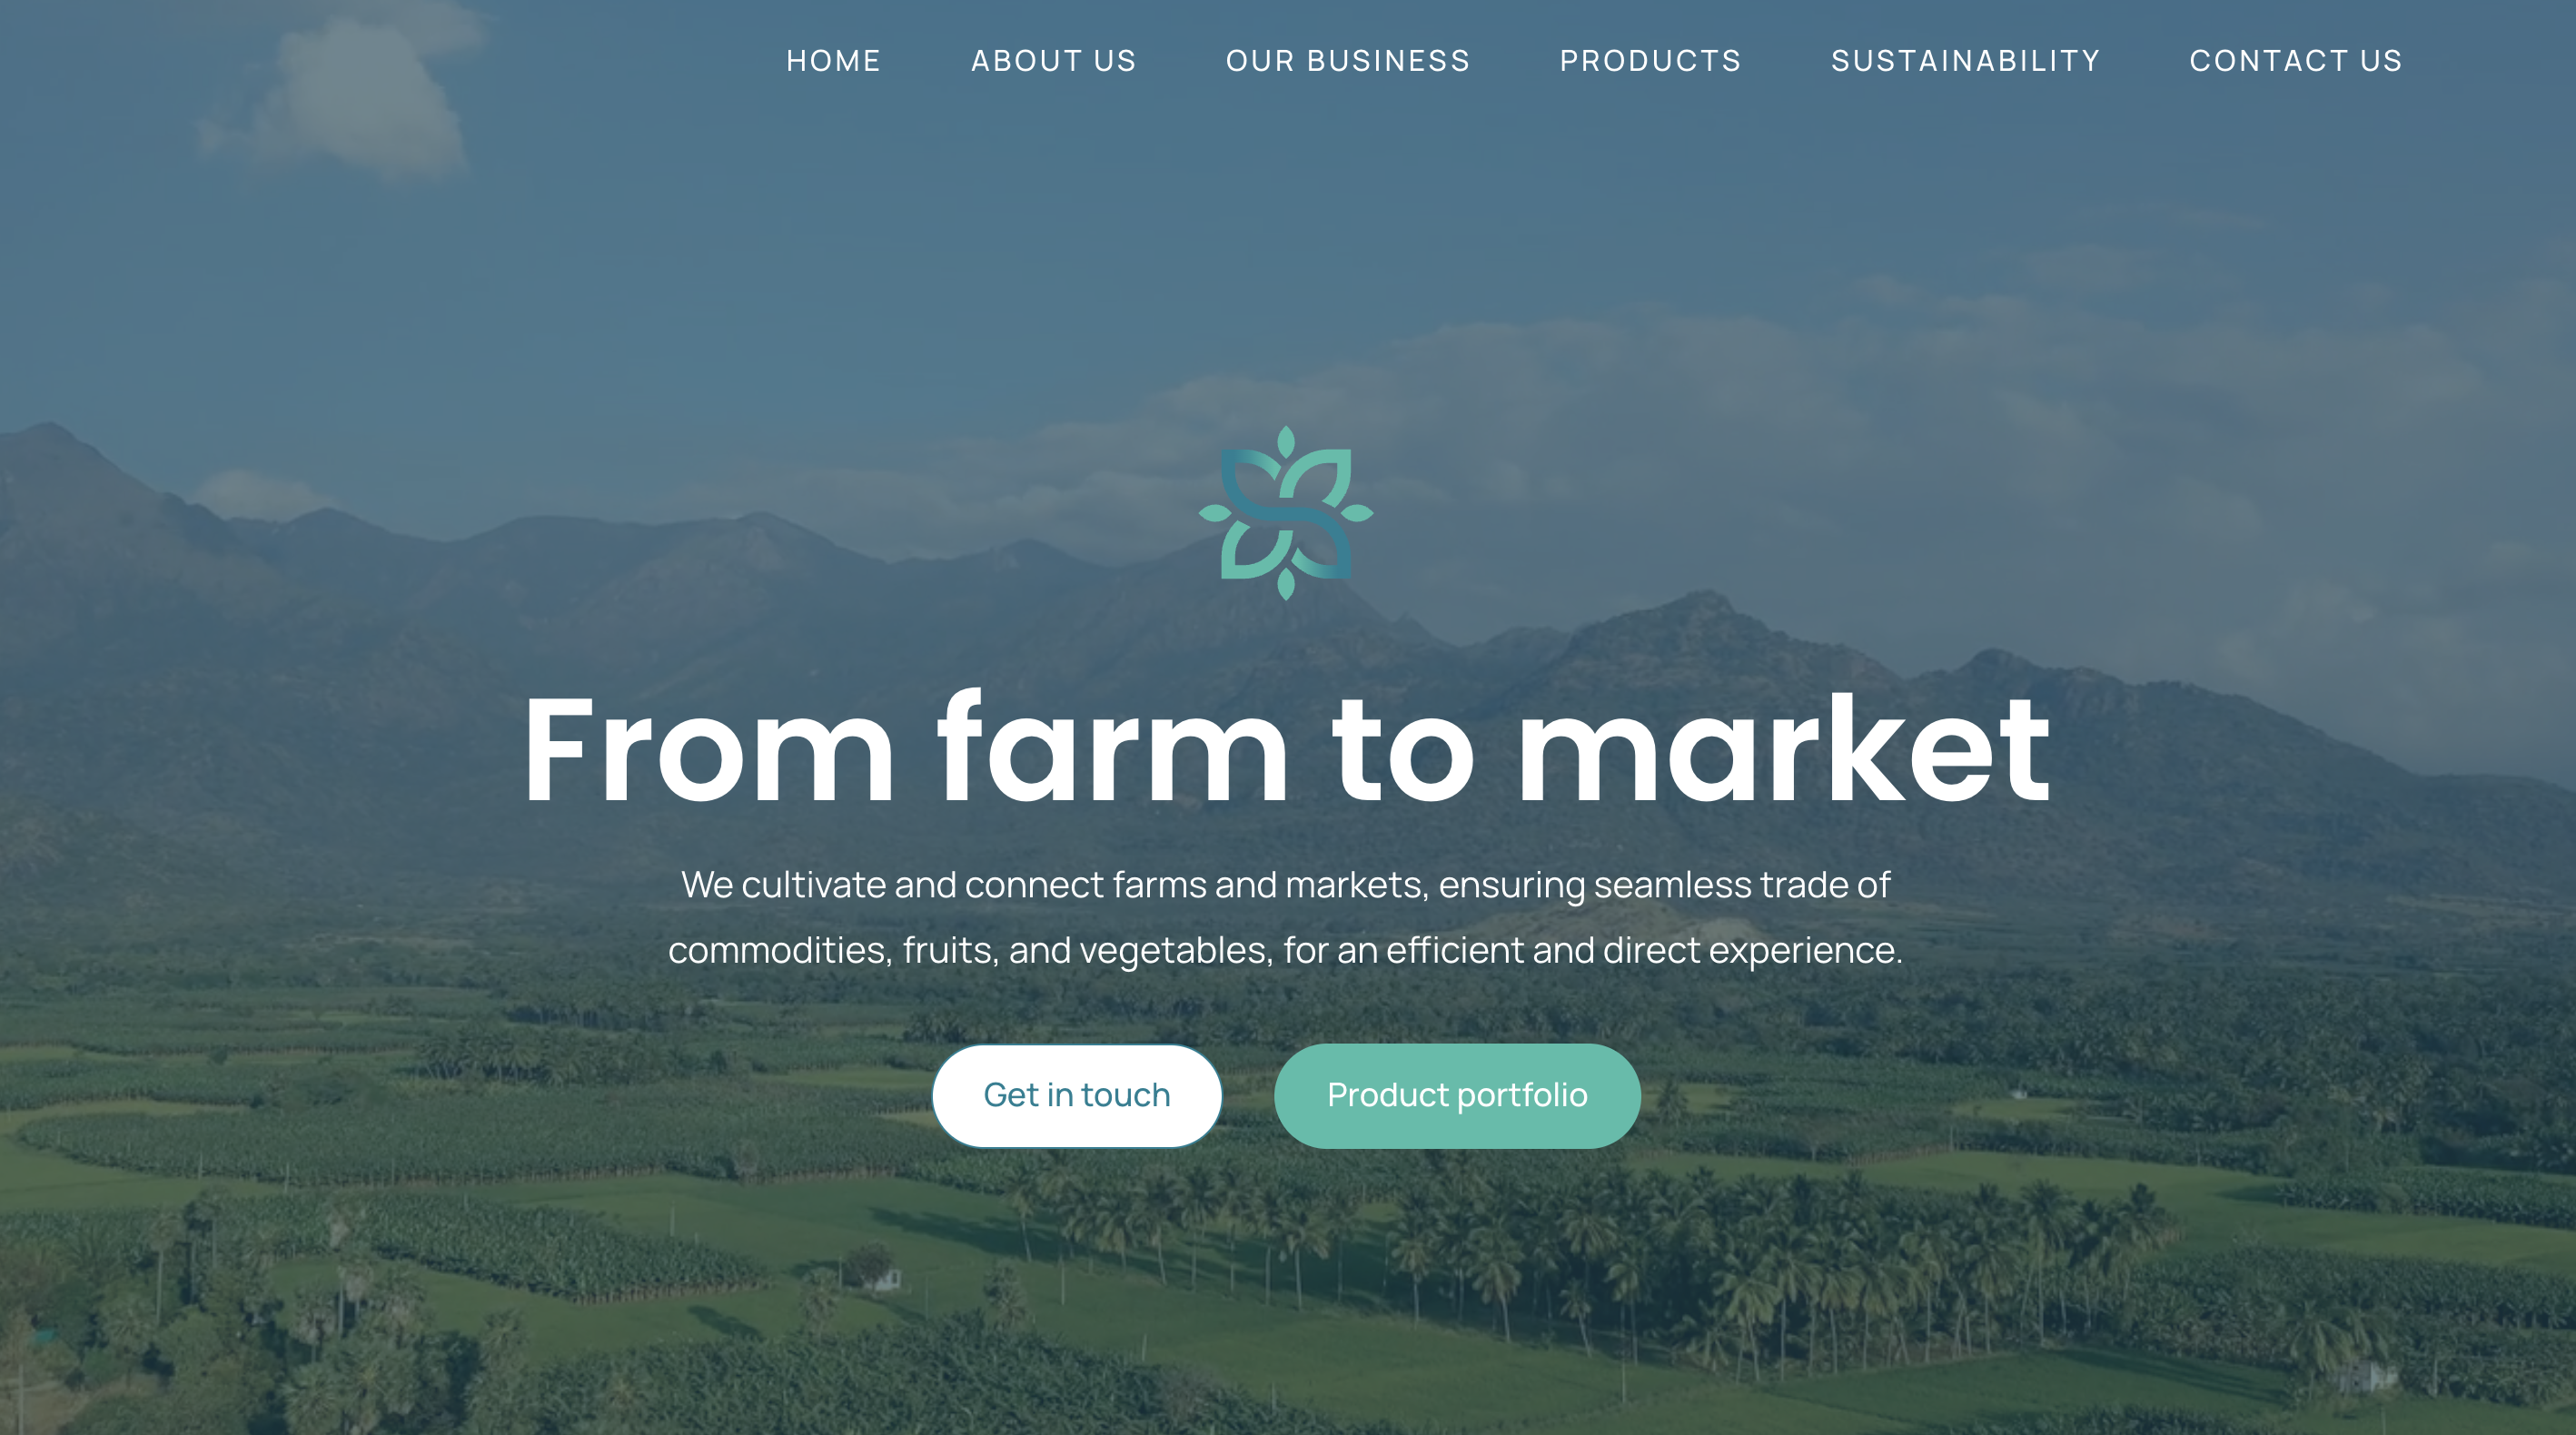 HOME ABOUT US OUR BUSINESS PRODUCTS SUSTAINABILITY CONTACT US
From farm to market
We cultivate and connect farms and markets, ensuring seamless trade of
commodities, fruits, and vegetables, for an efficient and direct experience.
Get in touch Product portfolio